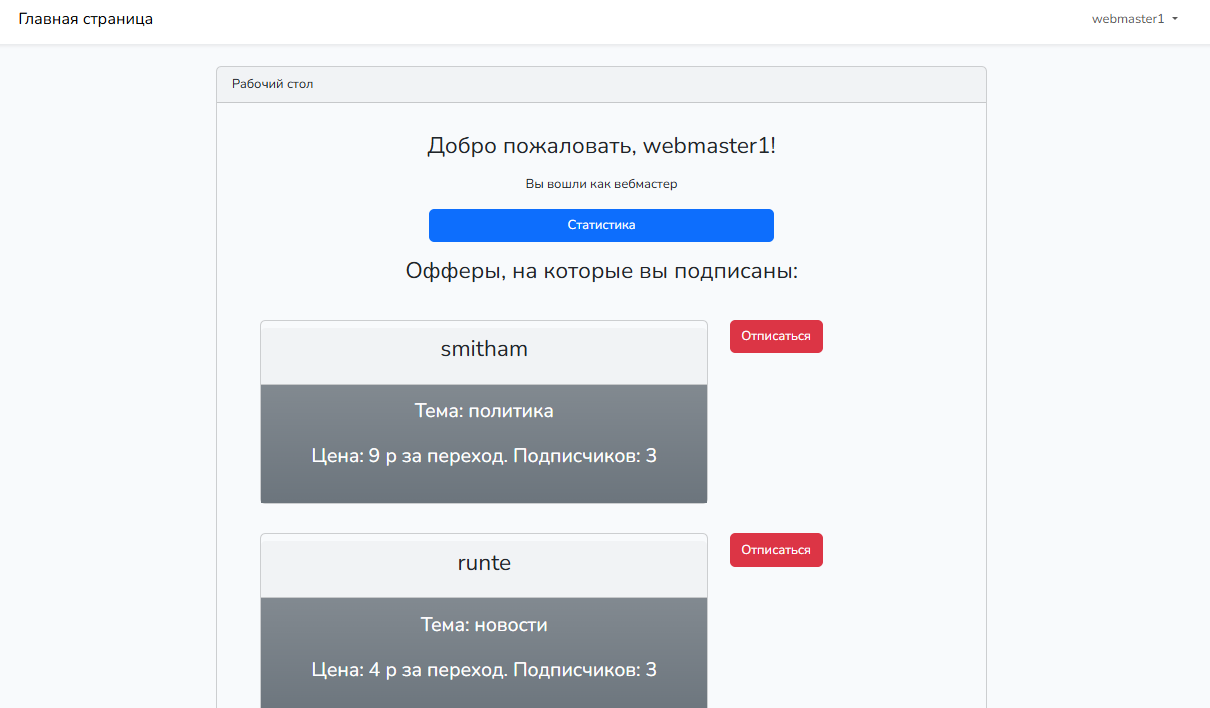 Главная страница
webmaster1
Рабочий стол
Добро пожаловать, webmaster1!
Вы вошли как вебмастер
Статистика
Офферы, на которые вы подписаны:
smitham
Отписаться
Тема: политика
Цена: 9 р за переход. Подписчиков: 3
runte
Отписаться
Тема: новости
Цена: 4 р за переход. Подписчиков: 3